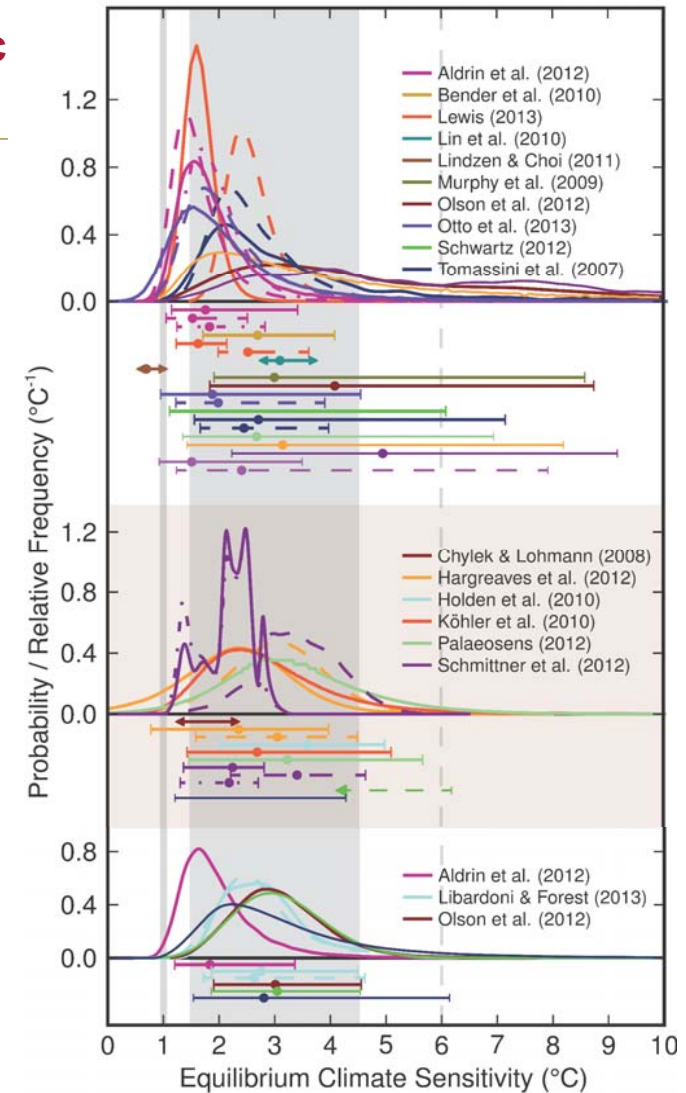 c
1.2
0.8
0.4
0.0
Aldrin et al. (2012)
Bender et al. (2010)
Lewis (2013)
Lin et al. (2010)
Lindzen & Choi (2011)
Murphy et al. (2009)
Olson et al. (2012)
Otto et al. (2013)
Schwartz (2012)
Tomassini et al. (2007)
Probability / Relative Frequency (°C⁻¹)
1.2
0.8
0.4
0.0
Chylek & Lohmann (2008)
Hargreaves et al. (2012)
Holden et al. (2010)
Köhler et al. (2010)
Palaeosens (2012)
Schmittner et al. (2012)
0.8
0.4
0.0
Aldrin et al. (2012)
Libardoni & Forest (2013)
Olson et al. (2012)
0 1 2 3 4 5 6 7 8 9 10
Equilibrium Climate Sensitivity (°C)